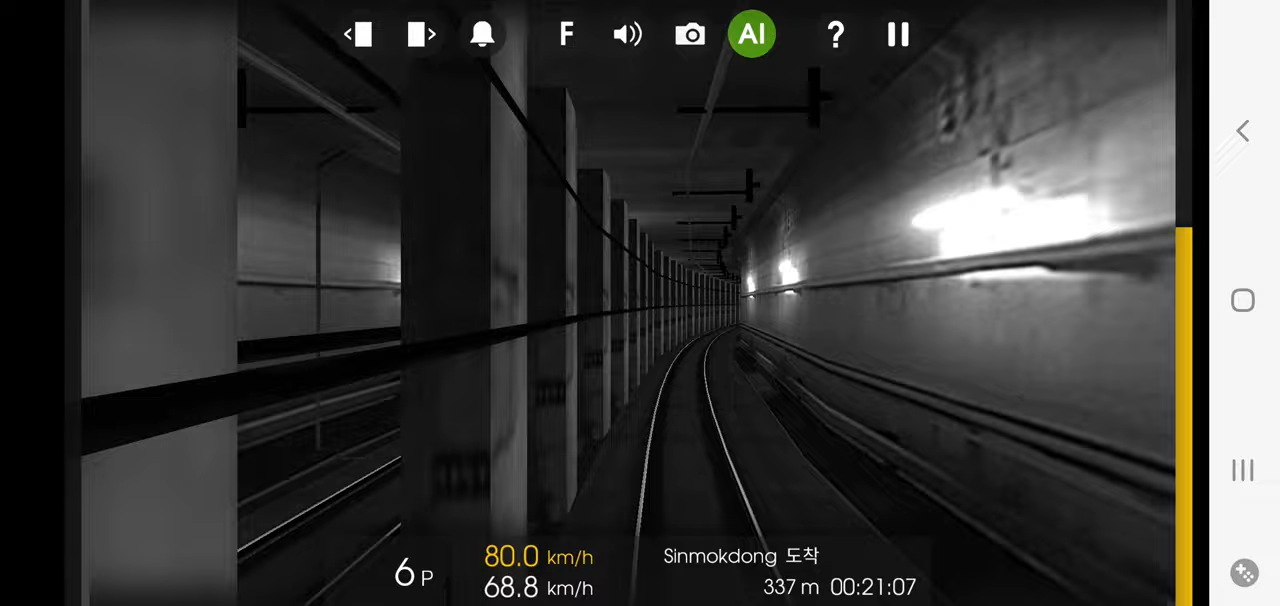 F AI ?
80.0 km/h
6 P
68.8 km/h
Sinmokdong 도착
337 m 00:21:07